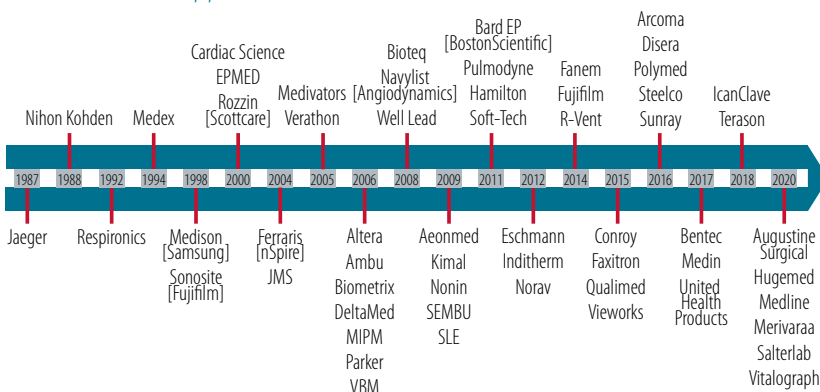 Nihon Kohden
Medex
Cardiac Science
EPMED
Rozzin
[Scottcare]
Medivators
Verathon
Bioteq
Navylist
[Angiodynamics]
Well Lead
Bard EP
[BostonScientific]
Pulmodyne
Hamilton
Soft-Tech
Fanem
Fujifilm
R-Vent
Arcoma
Disera
Polymed
Steelco
Sunray
IcanClave
Terason
1987 1988 1992 1994 1998 2000 2004 2005 2006 2008 2009 2011 2012 2014 2015 2016 2017 2018 2020
Jaeger
Respironics
Medison
[Samsung]
Sonosite
[Fujifilm]
Ferraris
[nSpire]
JMS
Altera
Ambu
Biometrix
DeltaMed
MIPM
Parker
VBM
Aeonmed
Kimal
Nonin
SEMBU
SLE
Eschmann
Inditherm
Norav
Conroy
Faxitron
Qualimed
Vieworks
Bentec
Medin
United
Health
Products
Augustine
Surgical
Hugemed
Medline
Merivaraa
Salterlab
Vitalograph